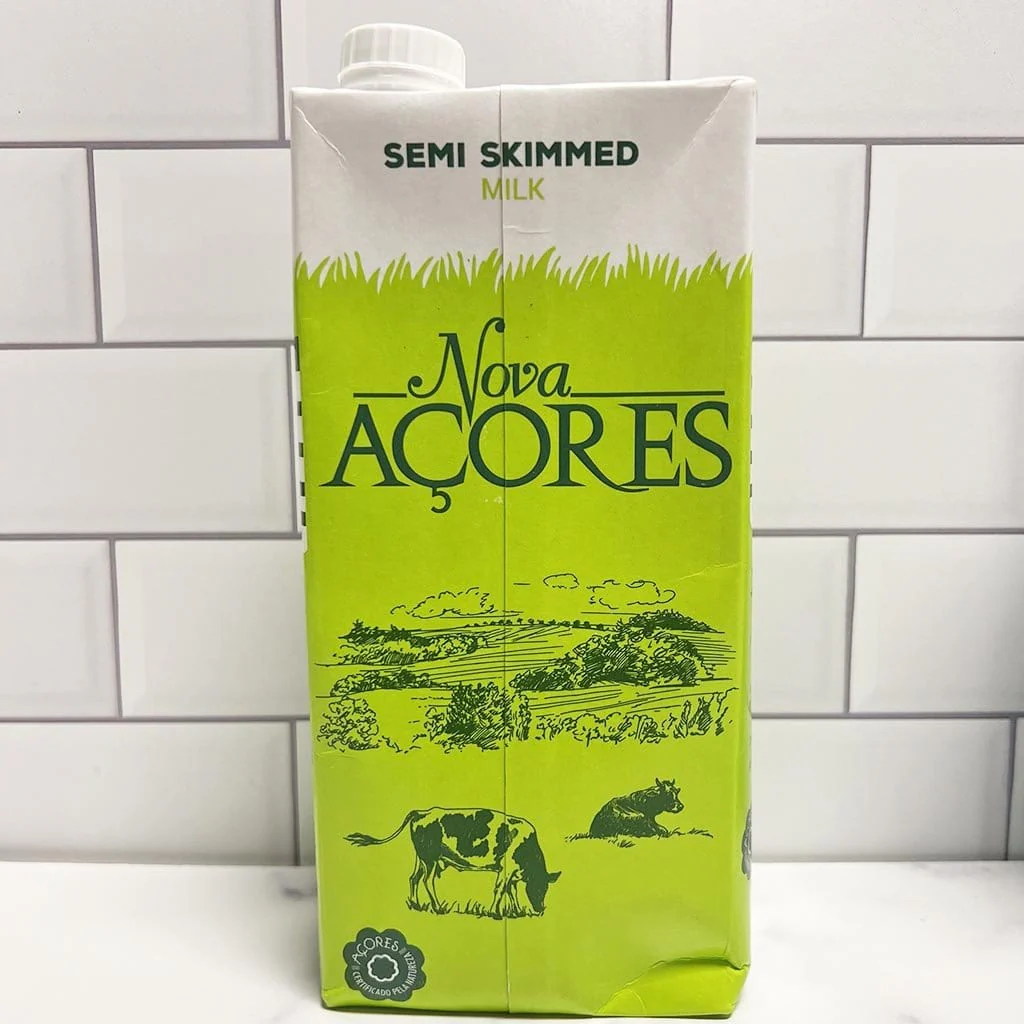 SEMI SKIMMED
MILK
Nova
AÇORES
AÇORES
CERTIFICADO PELA NATUREZA